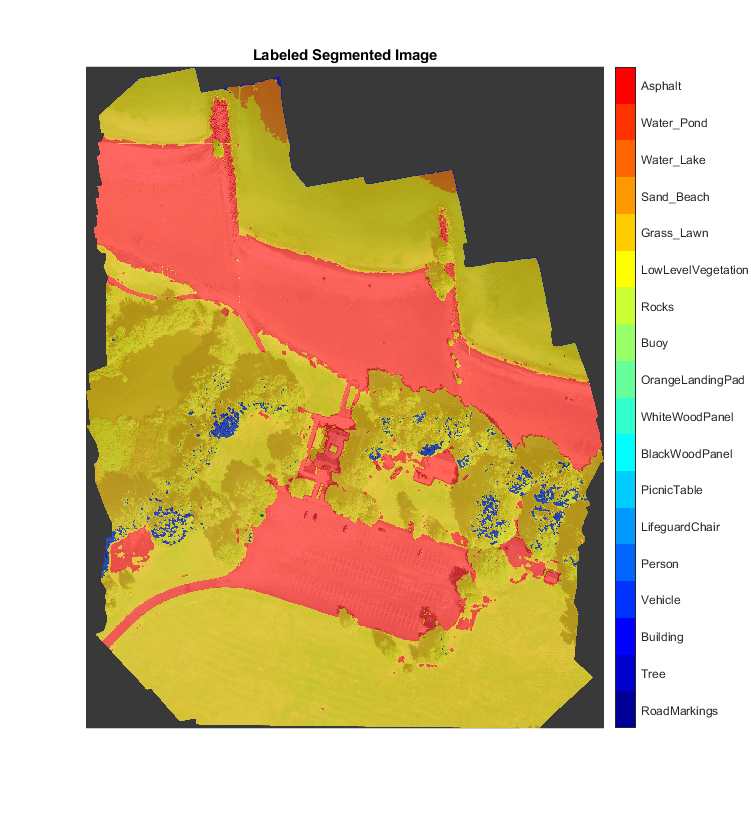 Labeled Segmented Image
Asphalt
Water_Pond
Water_Lake
Sand_Beach
Grass_Lawn
LowLevelVegetation
Rocks
Buoy
OrangeLandingPad
WhiteWoodPanel
BlackWoodPanel
PicnicTable
LifeguardChair
Person
Vehicle
Building
Tree
RoadMarkings